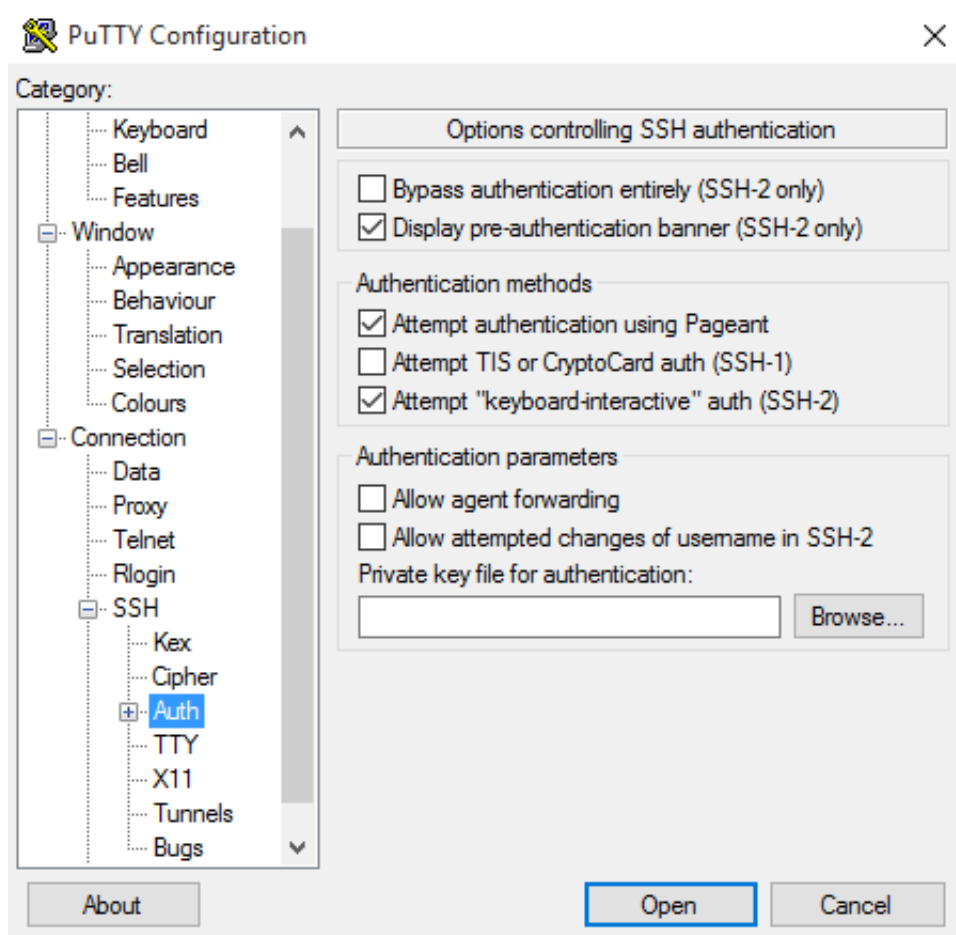 PuTTY Configuration
Category:
Keyboard
Bell
Features
Window
Appearance
Behaviour
Translation
Selection
Colours
Connection
Data
Proxy
Telnet
Rlogin
SSH
Kex
Cipher
Auth
TTY
X11
Tunnels
Bugs
Options controlling SSH authentication
Bypass authentication entirely (SSH-2 only)
Display pre-authentication banner (SSH-2 only)
Authentication methods
Attempt authentication using Pageant
Attempt TIS or CryptoCard auth (SSH-1)
Attempt "keyboard-interactive" auth (SSH-2)
Authentication parameters
Allow agent forwarding
Allow attempted changes of username in SSH-2
Private key file for authentication:
Browse...
About
Open
Cancel